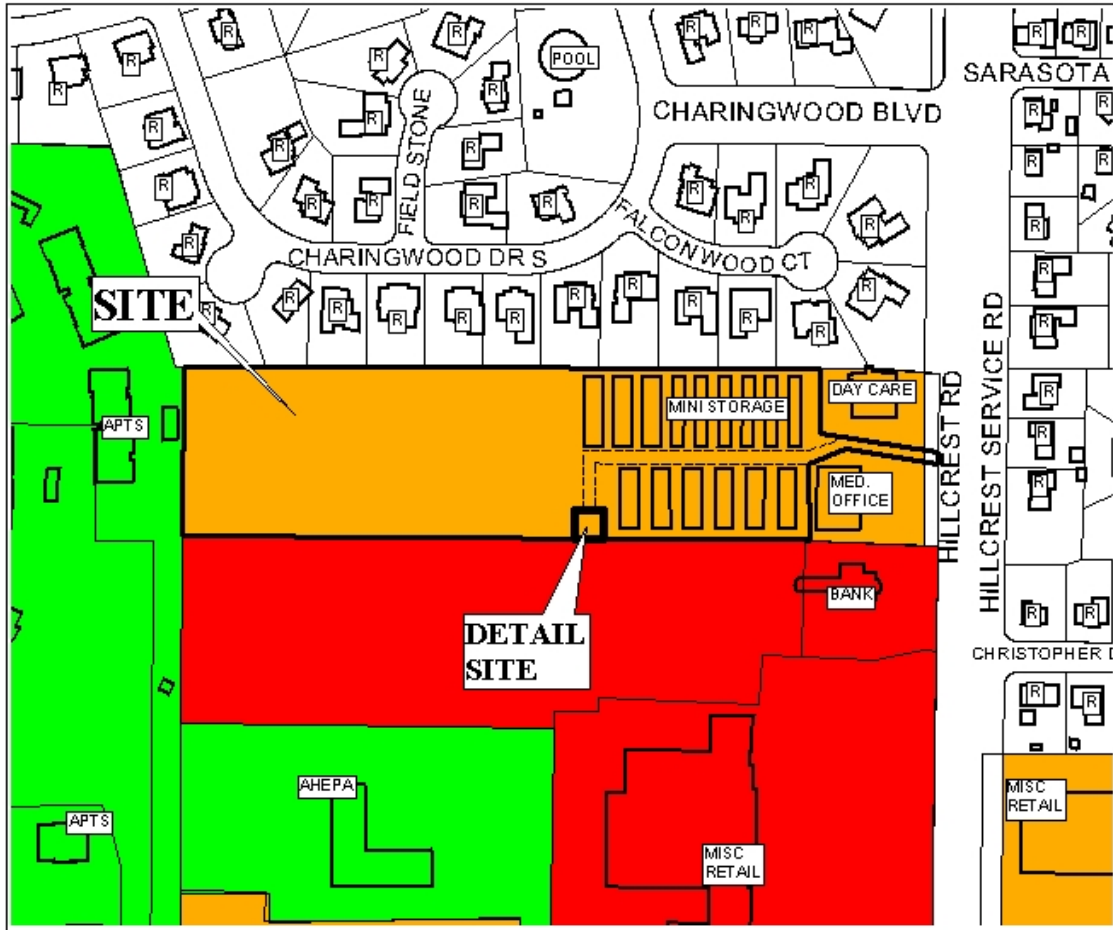 R
R
R
R
R
R
POOL
R
R
R
R
R
SARASOTA
R
R
CHARINGWOOD BLVD
R
R
R
R
R
R
FIELD STONE
R
R
R
R
R
R
R
R
R
R
FALCONWOOD CT
R
CHARINGWOOD DR S
R
SITE
R
R
R
R
R
R
R
R
R
R
R
R
R
HILLCREST RD
HILLCREST SERVICE RD
DAY CARE
MINI STORAGE
R
APTS
R
MED.
OFFICE
R
BANK
DETAIL
SITE
R
R
CHRISTOPHER
R
R
AHEPA
MISC
RETAIL
APTS
MISC
RETAIL